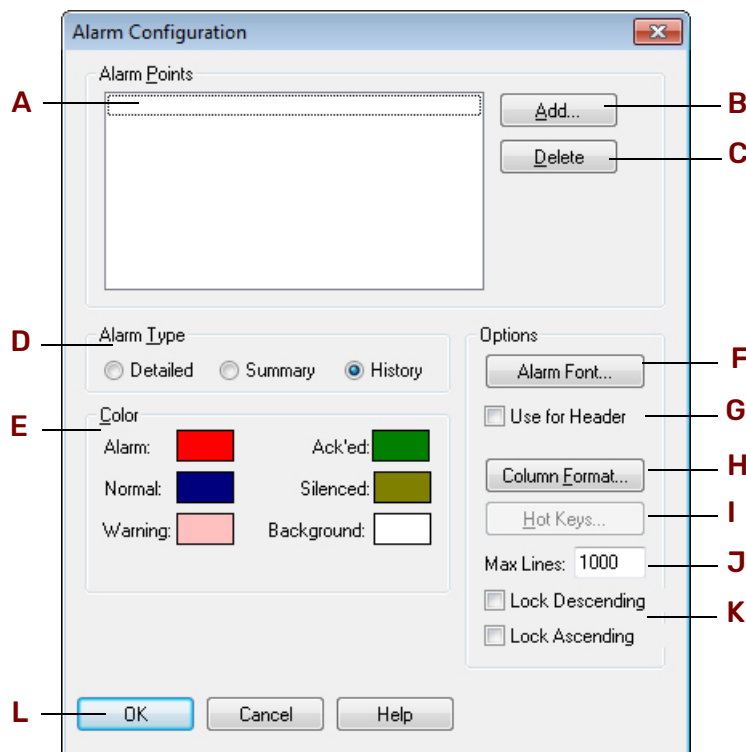 Alarm Configuration
Alarm Points
A
Add...
B
Delete
C
Alarm Type
D
Detailed
Summary
History
Color
E
Alarm:
Ack'ed:
Normal:
Silenced:
Warning:
Background:
Options
Alarm Font...
F
Use for Header
G
Column Format...
H
Hot Keys...
I
Max Lines: 1000
J
Lock Descending
K
Lock Ascending
L
OK
Cancel
Help